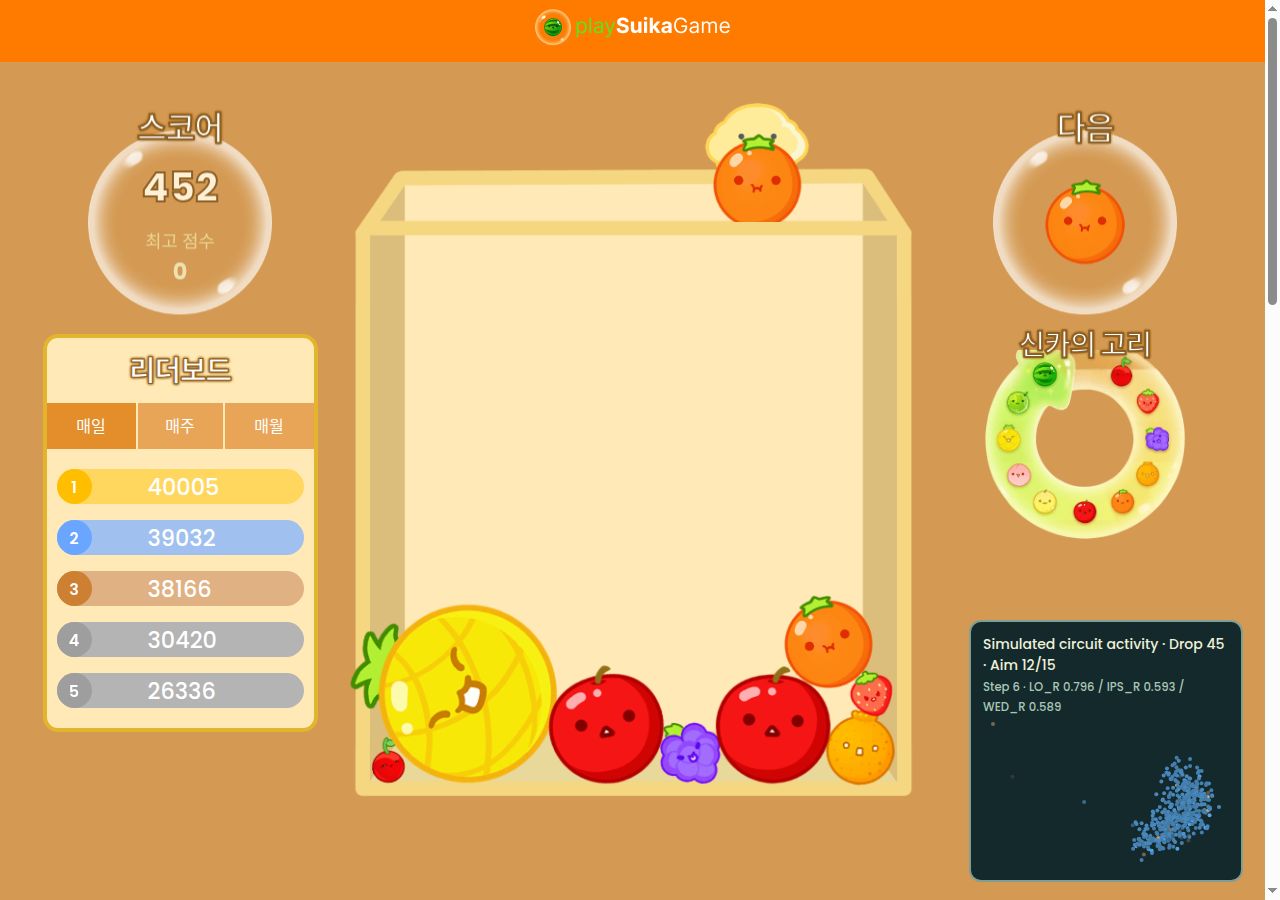 playSuikaGame
스코어
452
최고 점수
0
리더보드
매일 매주 매월
1 40005
2 39032
3 38166
4 30420
5 26336
다음
신카의 고리
Simulated circuit activity · Drop 45
· Aim 12/15
Step 6 · LO_R 0.796 / IPS_R 0.593 /
WED_R 0.589